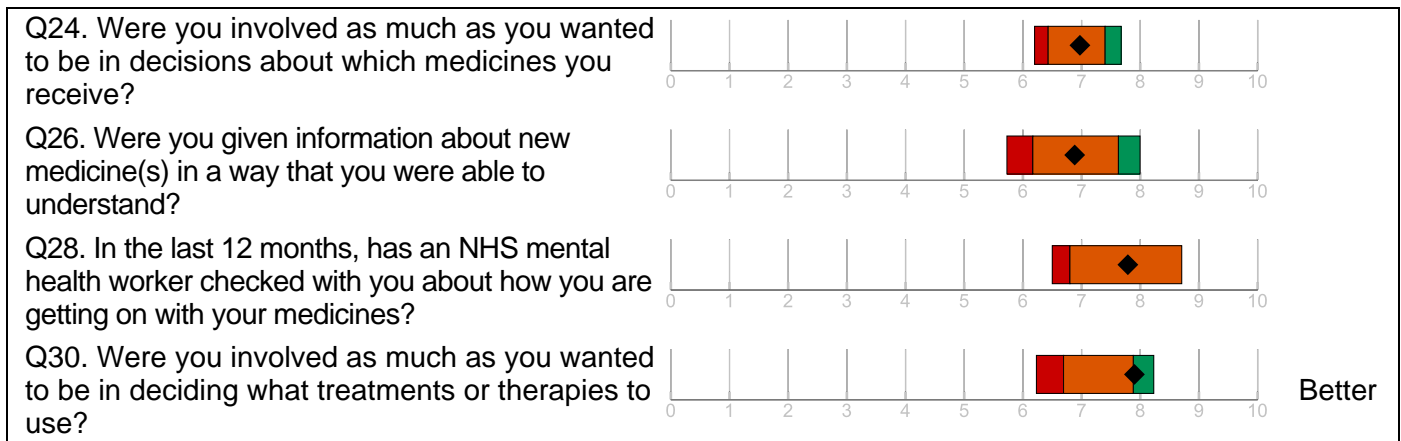 Q24. Were you involved as much as you wanted
to be in decisions about which medicines you
receive?
0 1 2 3 4 5 6 7 8 9 10
Q26. Were you given information about new
medicine(s) in a way that you were able to
understand?
0 1 2 3 4 5 6 7 8 9 10
Q28. In the last 12 months, has an NHS mental
health worker checked with you about how you are
getting on with your medicines?
0 1 2 3 4 5 6 7 8 9 10
Q30. Were you involved as much as you wanted
to be in deciding what treatments or therapies to
use?
0 1 2 3 4 5 6 7 8 9 10
Better